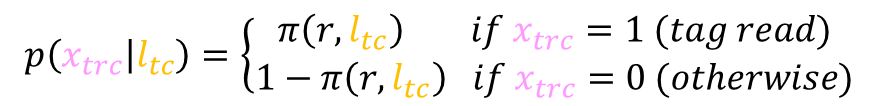 p(x_trc|l_tc) = { π(r, l_tc) if x_trc = 1 (tag read)
1 − π(r, l_tc) if x_trc = 0 (otherwise)